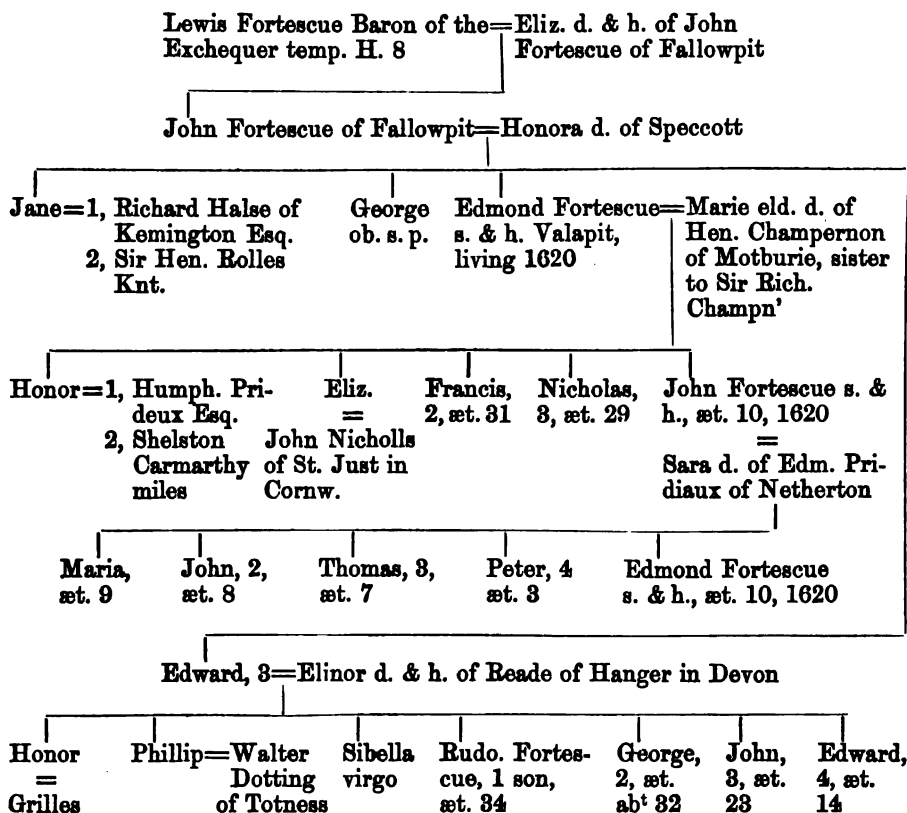 Lewis Fortescue Baron of the=Eliz. d. & h. of John
Exchequer temp. H. 8 Fortescue of Fallowpit
John Fortescue of Fallowpit=Honora d. of Speccott
Jane=1, Richard Halse of
Kemington Esq.
2, Sir Hen. Rolles
Knt.
George
ob. s. p.
Edmond Fortescue=Marie eld. d. of
s. & h. Valapit,
living 1620
Hen. Champernon
of Motburie, sister
to Sir Rich.
Champn'
Honor=1, Humph. Pri-
deux Esq.
2, Shelston
Carmarthy
miles
Eliz.
=
John Nicholls
of St. Just in
Cornw.
Francis,
2, æt. 31
Nicholas,
3, æt. 29
John Fortescue s. &
h., æt. 10, 1620
=
Sara d. of Edm. Pri-
diaux of Netherton
Maria,
æt. 9
John, 2,
æt. 8
Thomas, 3,
æt. 7
Peter, 4
æt. 3
Edmond Fortescue
s. & h., æt. 10, 1620
Edward, 3=Elinor d. & h. of Reade of Hanger in Devon
Honor
=
Grilles
Phillip=Walter
Dotting
of Totness
Sibella
virgo
Rudo. Fortes-
cue, 1 son,
æt. 34
George,
2, æt.
abᵗ 32
John,
3, æt.
23
Edward,
4, æt.
14